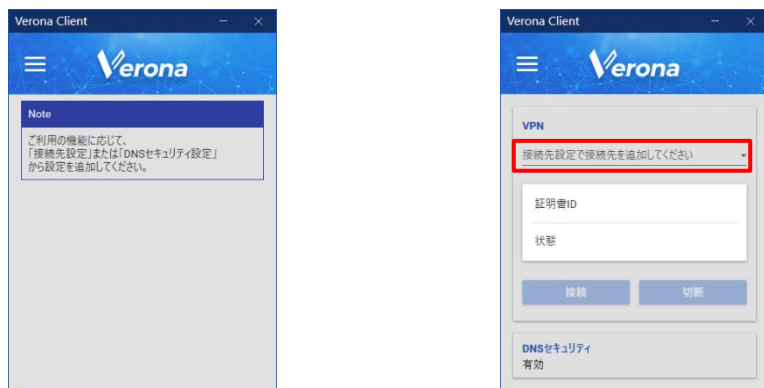 Verona Client
Verona
Note
ご利用の機能に応じて、
「接続先設定」または「DNSセキュリティ設定」
から設定を追加してください。
Verona Client
Verona
VPN
接続先設定で接続先を追加してください
証明書ID
状態
接続
切断
DNSセキュリティ
有効